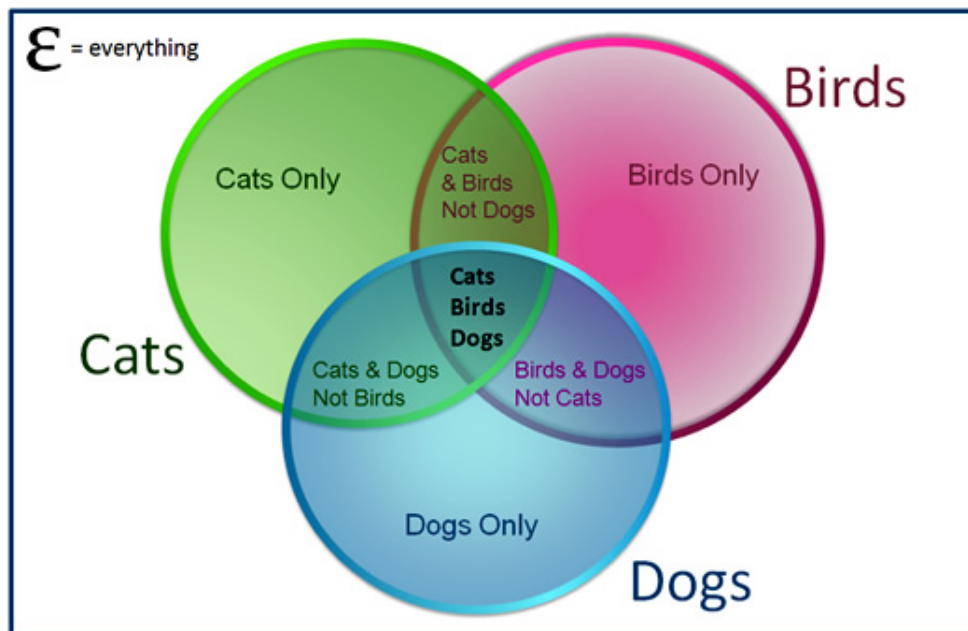 ε = everything
Birds
Cats Only
Cats
& Birds
Not Dogs
Birds Only
Cats
Birds
Dogs
Cats
Cats & Dogs
Not Birds
Birds & Dogs
Not Cats
Dogs Only
Dogs